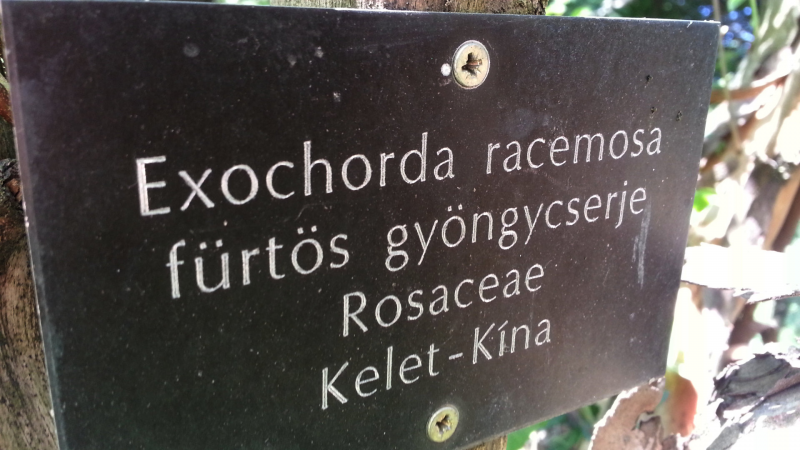 Exochorda racemosa
fürtös gyöngycserje
Rosaceae
Kelet-Kína